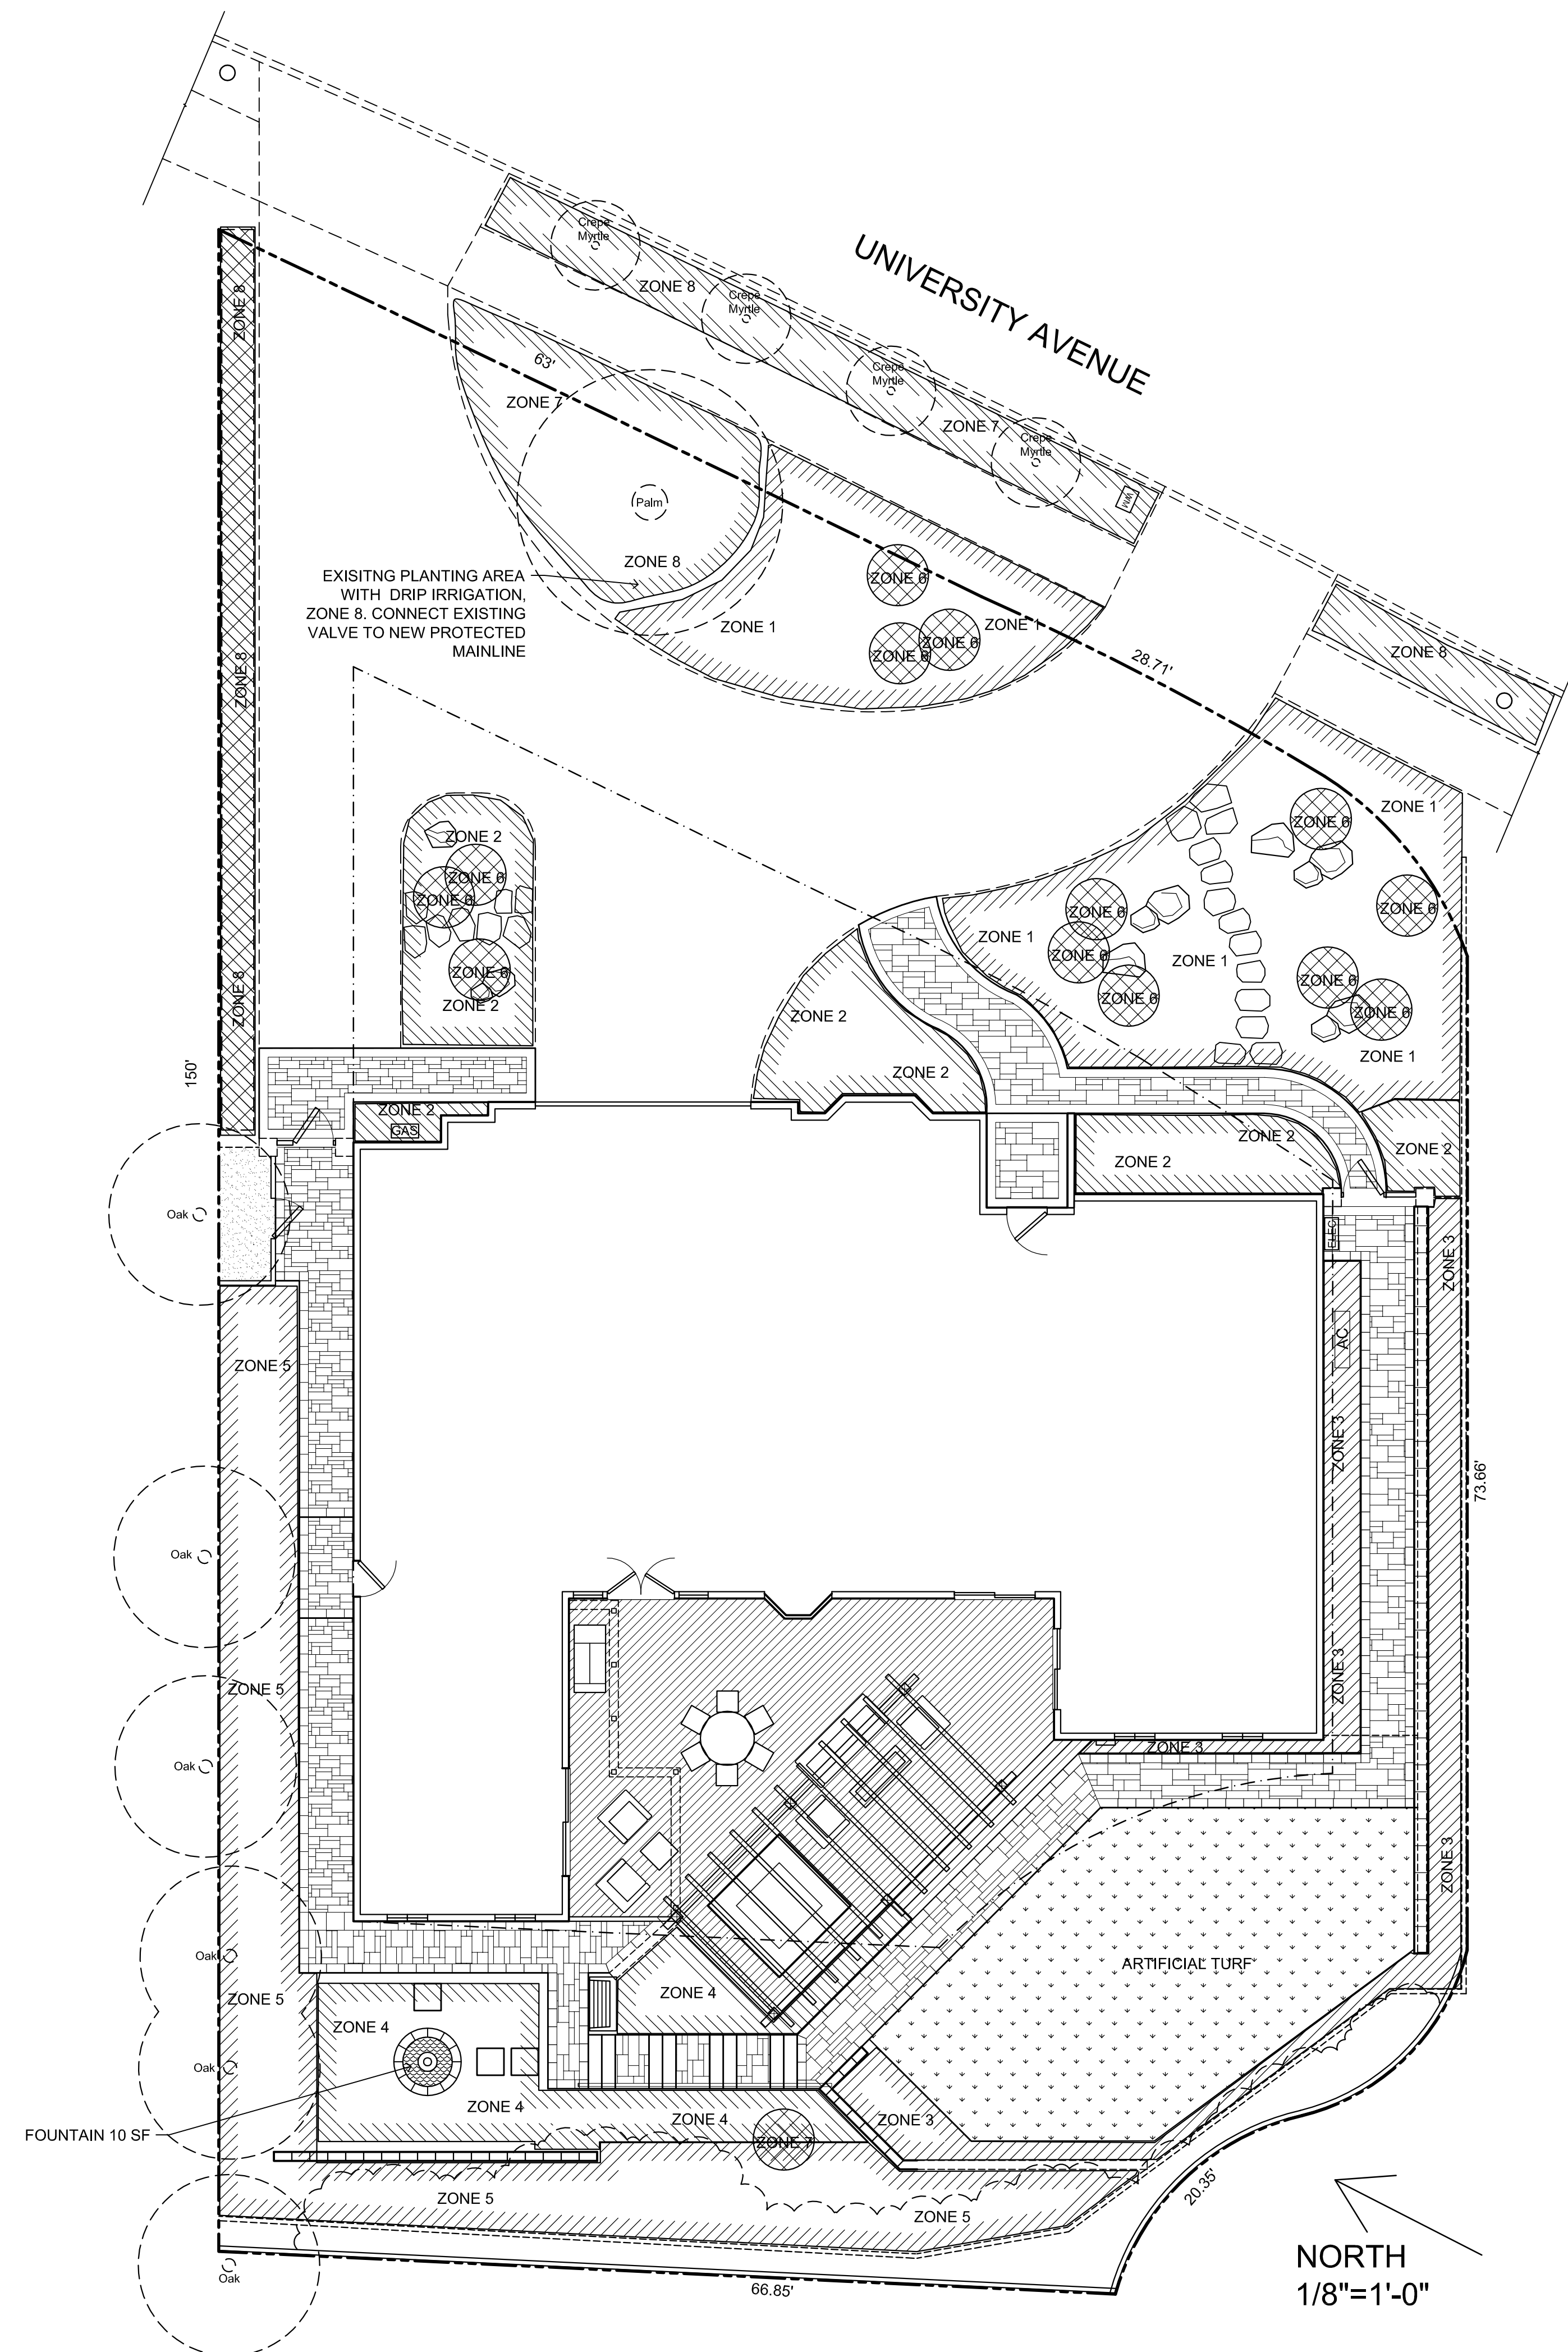 Crepe
Myrtle
ZONE 8
UNIVERSITY AVENUE
Crepe
Myrtle
ZONE 8
63'
Crepe
Myrtle
ZONE 7
ZONE 7
Crepe
Myrtle
WM
Palm
ZONE 8
EXISITNG PLANTING AREA
WITH DRIP IRRIGATION,
ZONE 8. CONNECT EXISTING
VALVE TO NEW PROTECTED
MAINLINE
ZONE 6
ZONE 1
ZONE 1
ZONE 6
ZONE 6
28.71'
ZONE 8
ZONE 8
ZONE 1
ZONE 6
ZONE 2
ZONE 6
ZONE 6
ZONE 6
ZONE 6
ZONE 1
ZONE 6
ZONE 1
ZONE 6
ZONE 6
ZONE 6
ZONE 6
ZONE 2
ZONE 8
ZONE 2
ZONE 1
150'
ZONE 2
ZONE 2
GAS
ZONE 2
ZONE 2
ZONE 2
Oak
ELEC
ZONE 3
AC
ZONE 5
ZONE 3
73.66'
Oak
ZONE 5
ZONE 3
ZONE 3
Oak
ZONE 3
Oak
ARTIFICIAL TURF
ZONE 5
ZONE 4
ZONE 4
Oak
ZONE 4
ZONE 4
ZONE 3
FOUNTAIN 10 SF
ZONE 7
ZONE 5
20.35'
ZONE 5
Oak
66.85'
NORTH
1/8"=1'-0"